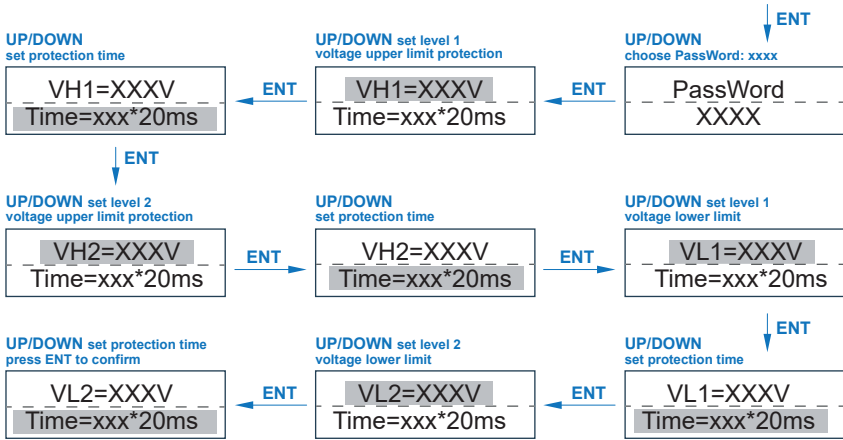 ENT
UP/DOWN
choose PassWord: xxxx
PassWord
XXXX
ENT
UP/DOWN set level 1
voltage upper limit protection
VH1=XXXV
Time=xxx*20ms
ENT
UP/DOWN
set protection time
VH1=XXXV
Time=xxx*20ms
ENT
UP/DOWN set level 2
voltage upper limit protection
VH2=XXXV
Time=xxx*20ms
ENT
UP/DOWN
set protection time
VH2=XXXV
Time=xxx*20ms
ENT
UP/DOWN set level 1
voltage lower limit
VL1=XXXV
Time=xxx*20ms
ENT
UP/DOWN
set protection time
VL1=XXXV
Time=xxx*20ms
ENT
UP/DOWN set level 2
voltage lower limit
VL2=XXXV
Time=xxx*20ms
ENT
UP/DOWN set protection time
press ENT to confirm
VL2=XXXV
Time=xxx*20ms